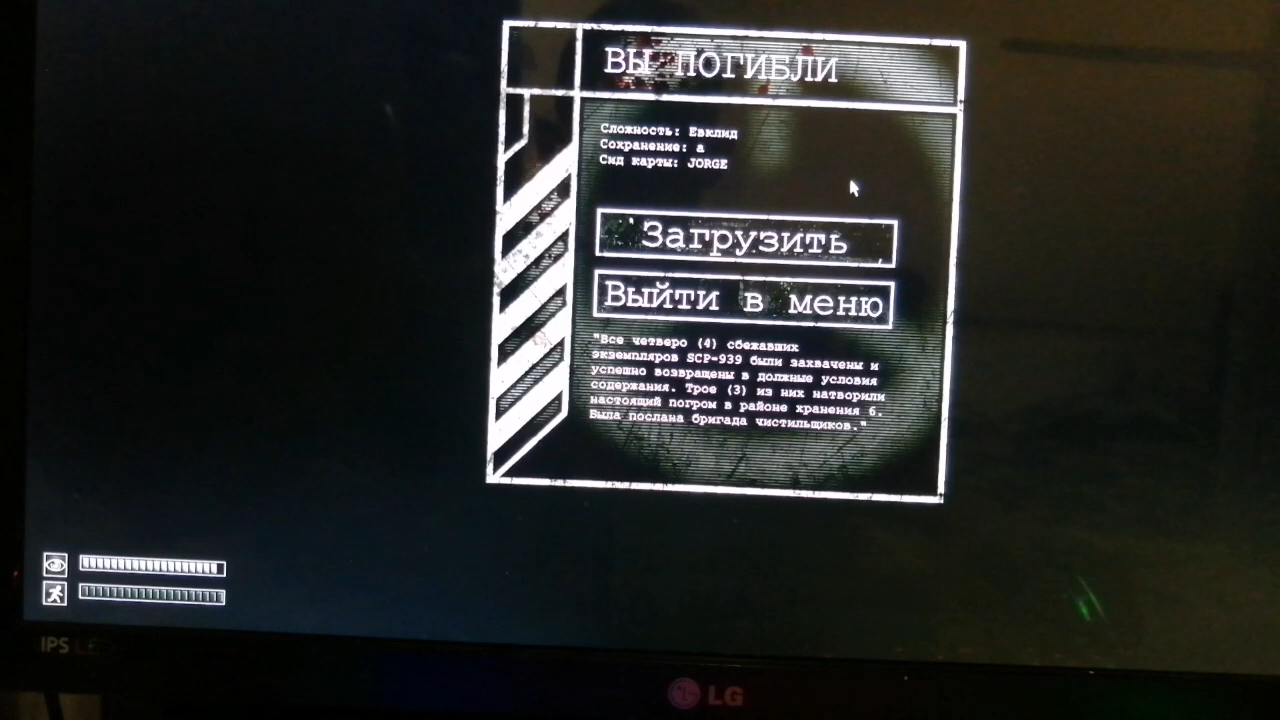 ВЫ ПОГИБЛИ
Сложность: Евклид
Сохранение: а
Сид карты: JORGE
Загрузить
Выйти в меню
"Все четверо (4) сбежавших
экземпляров SCP-939 были захвачены и
успешно возвращены в должные условия
содержания. Трое (3) из них натворили
настоящий погром в районе хранения 6.
Была послана бригада чистильщиков."
IPS LED
LG